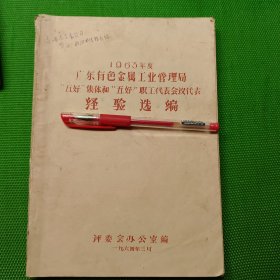 1963年度
广东有色金属工业管理局
"五好"集体和"五好"职工代表会议代表
经验选编
评委会办公室编
一九六四年三月